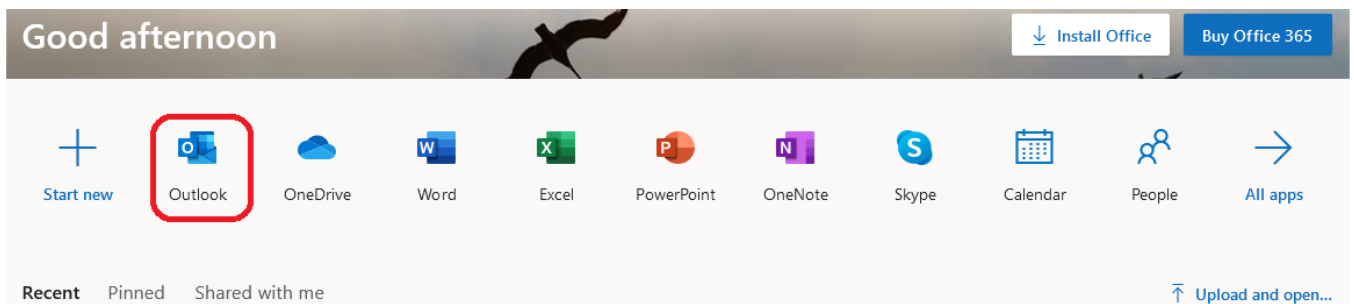 Good afternoon
Install Office
Buy Office 365
Start new
Outlook
OneDrive
Word
Excel
PowerPoint
OneNote
Skype
Calendar
People
All apps
Recent Pinned Shared with me
Upload and open...